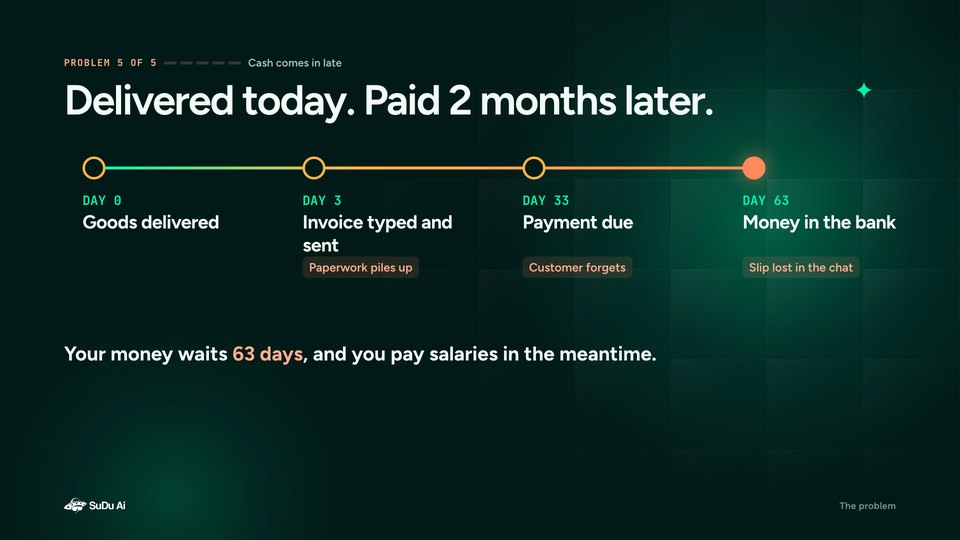 PROBLEM 5 OF 5 Cash comes in late
Delivered today. Paid 2 months later.
DAY 0
Goods delivered
DAY 3
Invoice typed and
sent
Paperwork piles up
DAY 33
Payment due
Customer forgets
DAY 63
Money in the bank
Slip lost in the chat
Your money waits 63 days, and you pay salaries in the meantime.
SuDu Ai
The problem